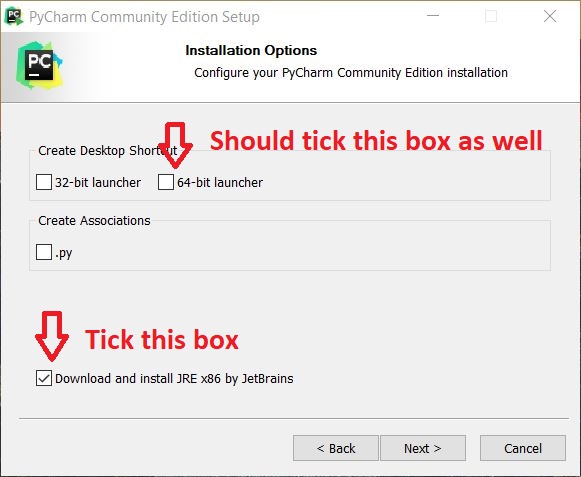 PyCharm Community Edition Setup
PC
Installation Options
Configure your PyCharm Community Edition installation
Create Desktop Shortcut
Should tick this box as well
32-bit launcher
64-bit launcher
Create Associations
.py
Tick this box
Download and install JRE x86 by JetBrains
< Back
Next >
Cancel